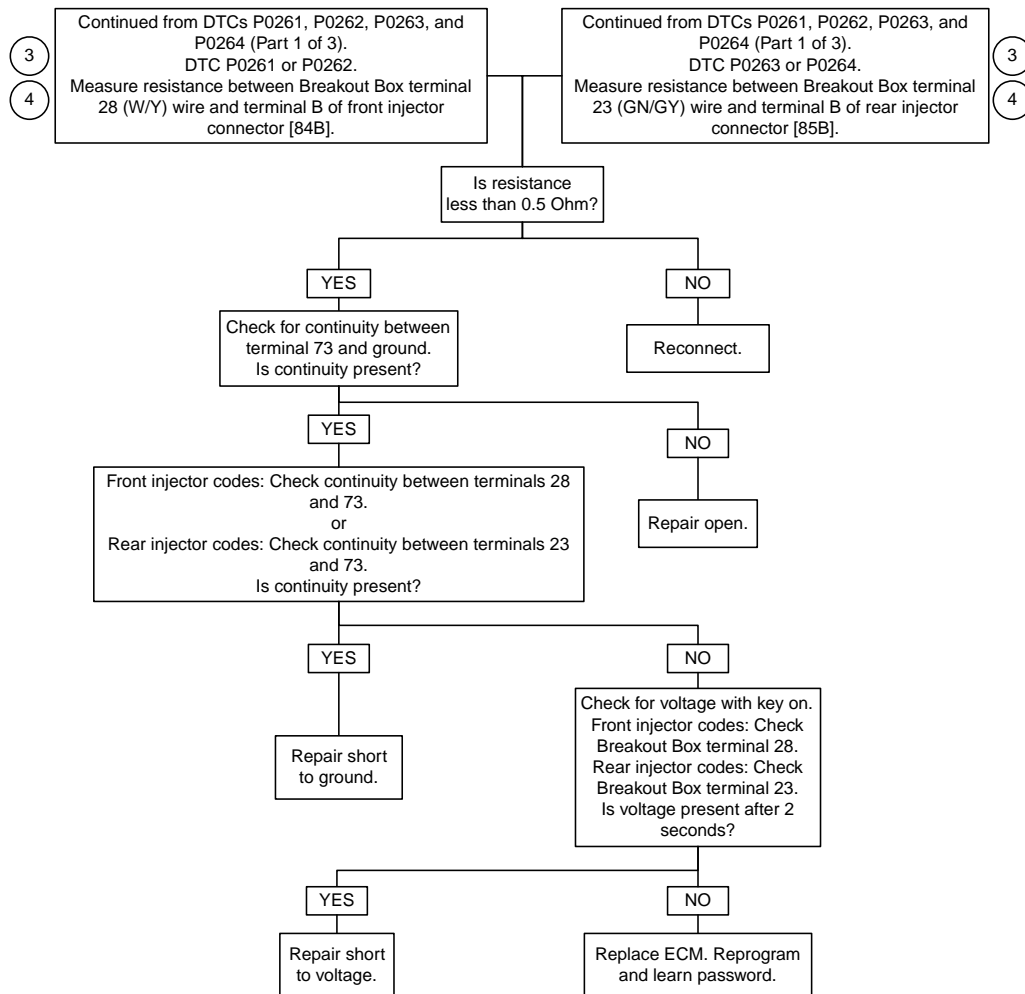 Continued from DTCs P0261, P0262, P0263, and
P0264 (Part 1 of 3).
DTC P0261 or P0262.
Measure resistance between Breakout Box terminal
28 (W/Y) wire and terminal B of front injector
connector [84B].
3
4
Continued from DTCs P0261, P0262, P0263, and
P0264 (Part 1 of 3).
DTC P0263 or P0264.
Measure resistance between Breakout Box terminal
23 (GN/GY) wire and terminal B of rear injector
connector [85B].
3
4
Is resistance
less than 0.5 Ohm?
YES
NO
Check for continuity between
terminal 73 and ground.
Is continuity present?
Reconnect.
YES
NO
Front injector codes: Check continuity between terminals 28
and 73.
or
Rear injector codes: Check continuity between terminals 23
and 73.
Is continuity present?
Repair open.
YES
NO
Repair short
to ground.
Check for voltage with key on.
Front injector codes: Check
Breakout Box terminal 28.
Rear injector codes: Check
Breakout Box terminal 23.
Is voltage present after 2
seconds?
YES
NO
Repair short
to voltage.
Replace ECM. Reprogram
and learn password.